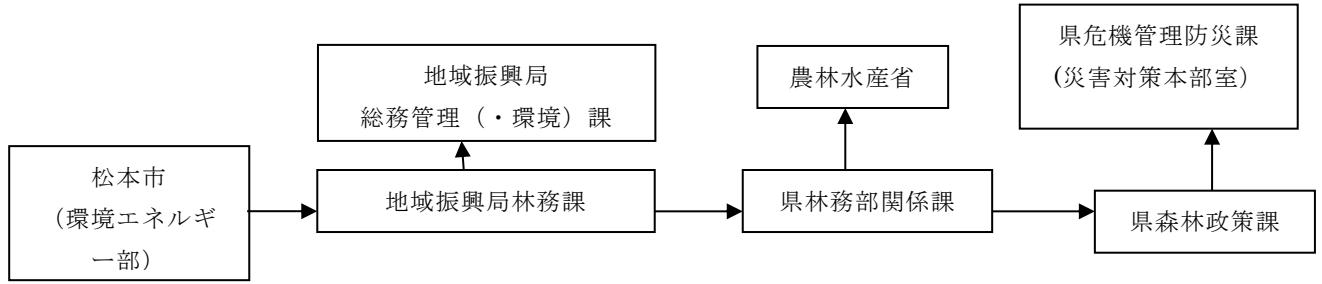 松本市
（環境エネルギ
ー部）
地域振興局
総務管理（・環境）課
地域振興局林務課
農林水産省
県林務部関係課
県危機管理防災課
(災害対策本部室）
県森林政策課